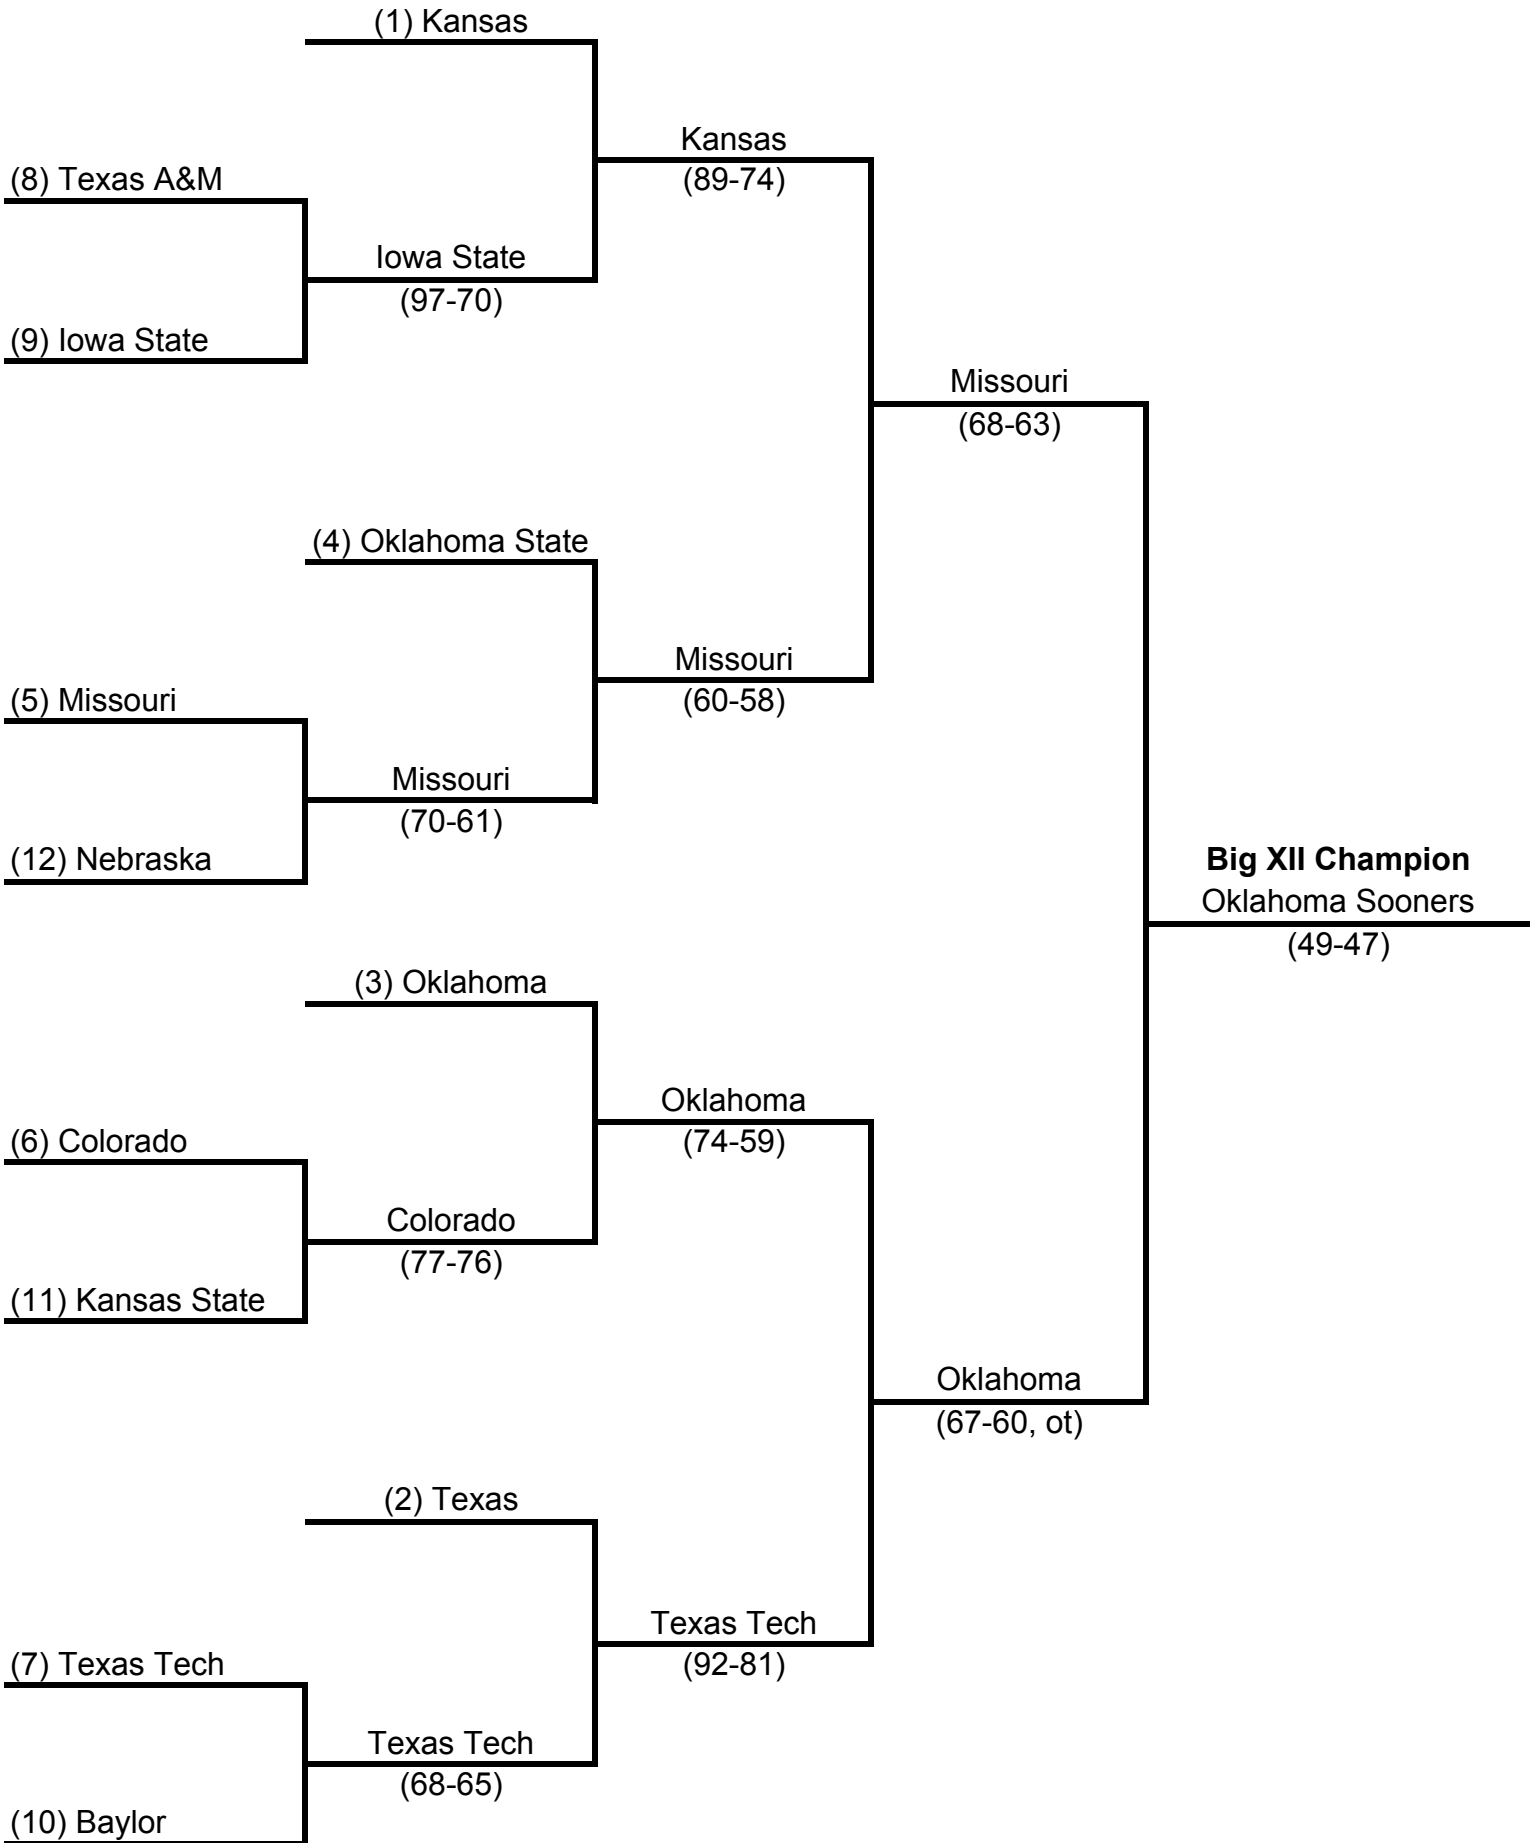 (1) Kansas
Kansas
(89-74)
(8) Texas A&M
Iowa State
(97-70)
(9) Iowa State
Missouri
(68-63)
(4) Oklahoma State
Missouri
(60-58)
(5) Missouri
Missouri
(70-61)
(12) Nebraska
Big XII Champion
Oklahoma Sooners
(49-47)
(3) Oklahoma
Oklahoma
(74-59)
(6) Colorado
Colorado
(77-76)
(11) Kansas State
Oklahoma
(67-60, ot)
(2) Texas
Texas Tech
(92-81)
(7) Texas Tech
Texas Tech
(68-65)
(10) Baylor